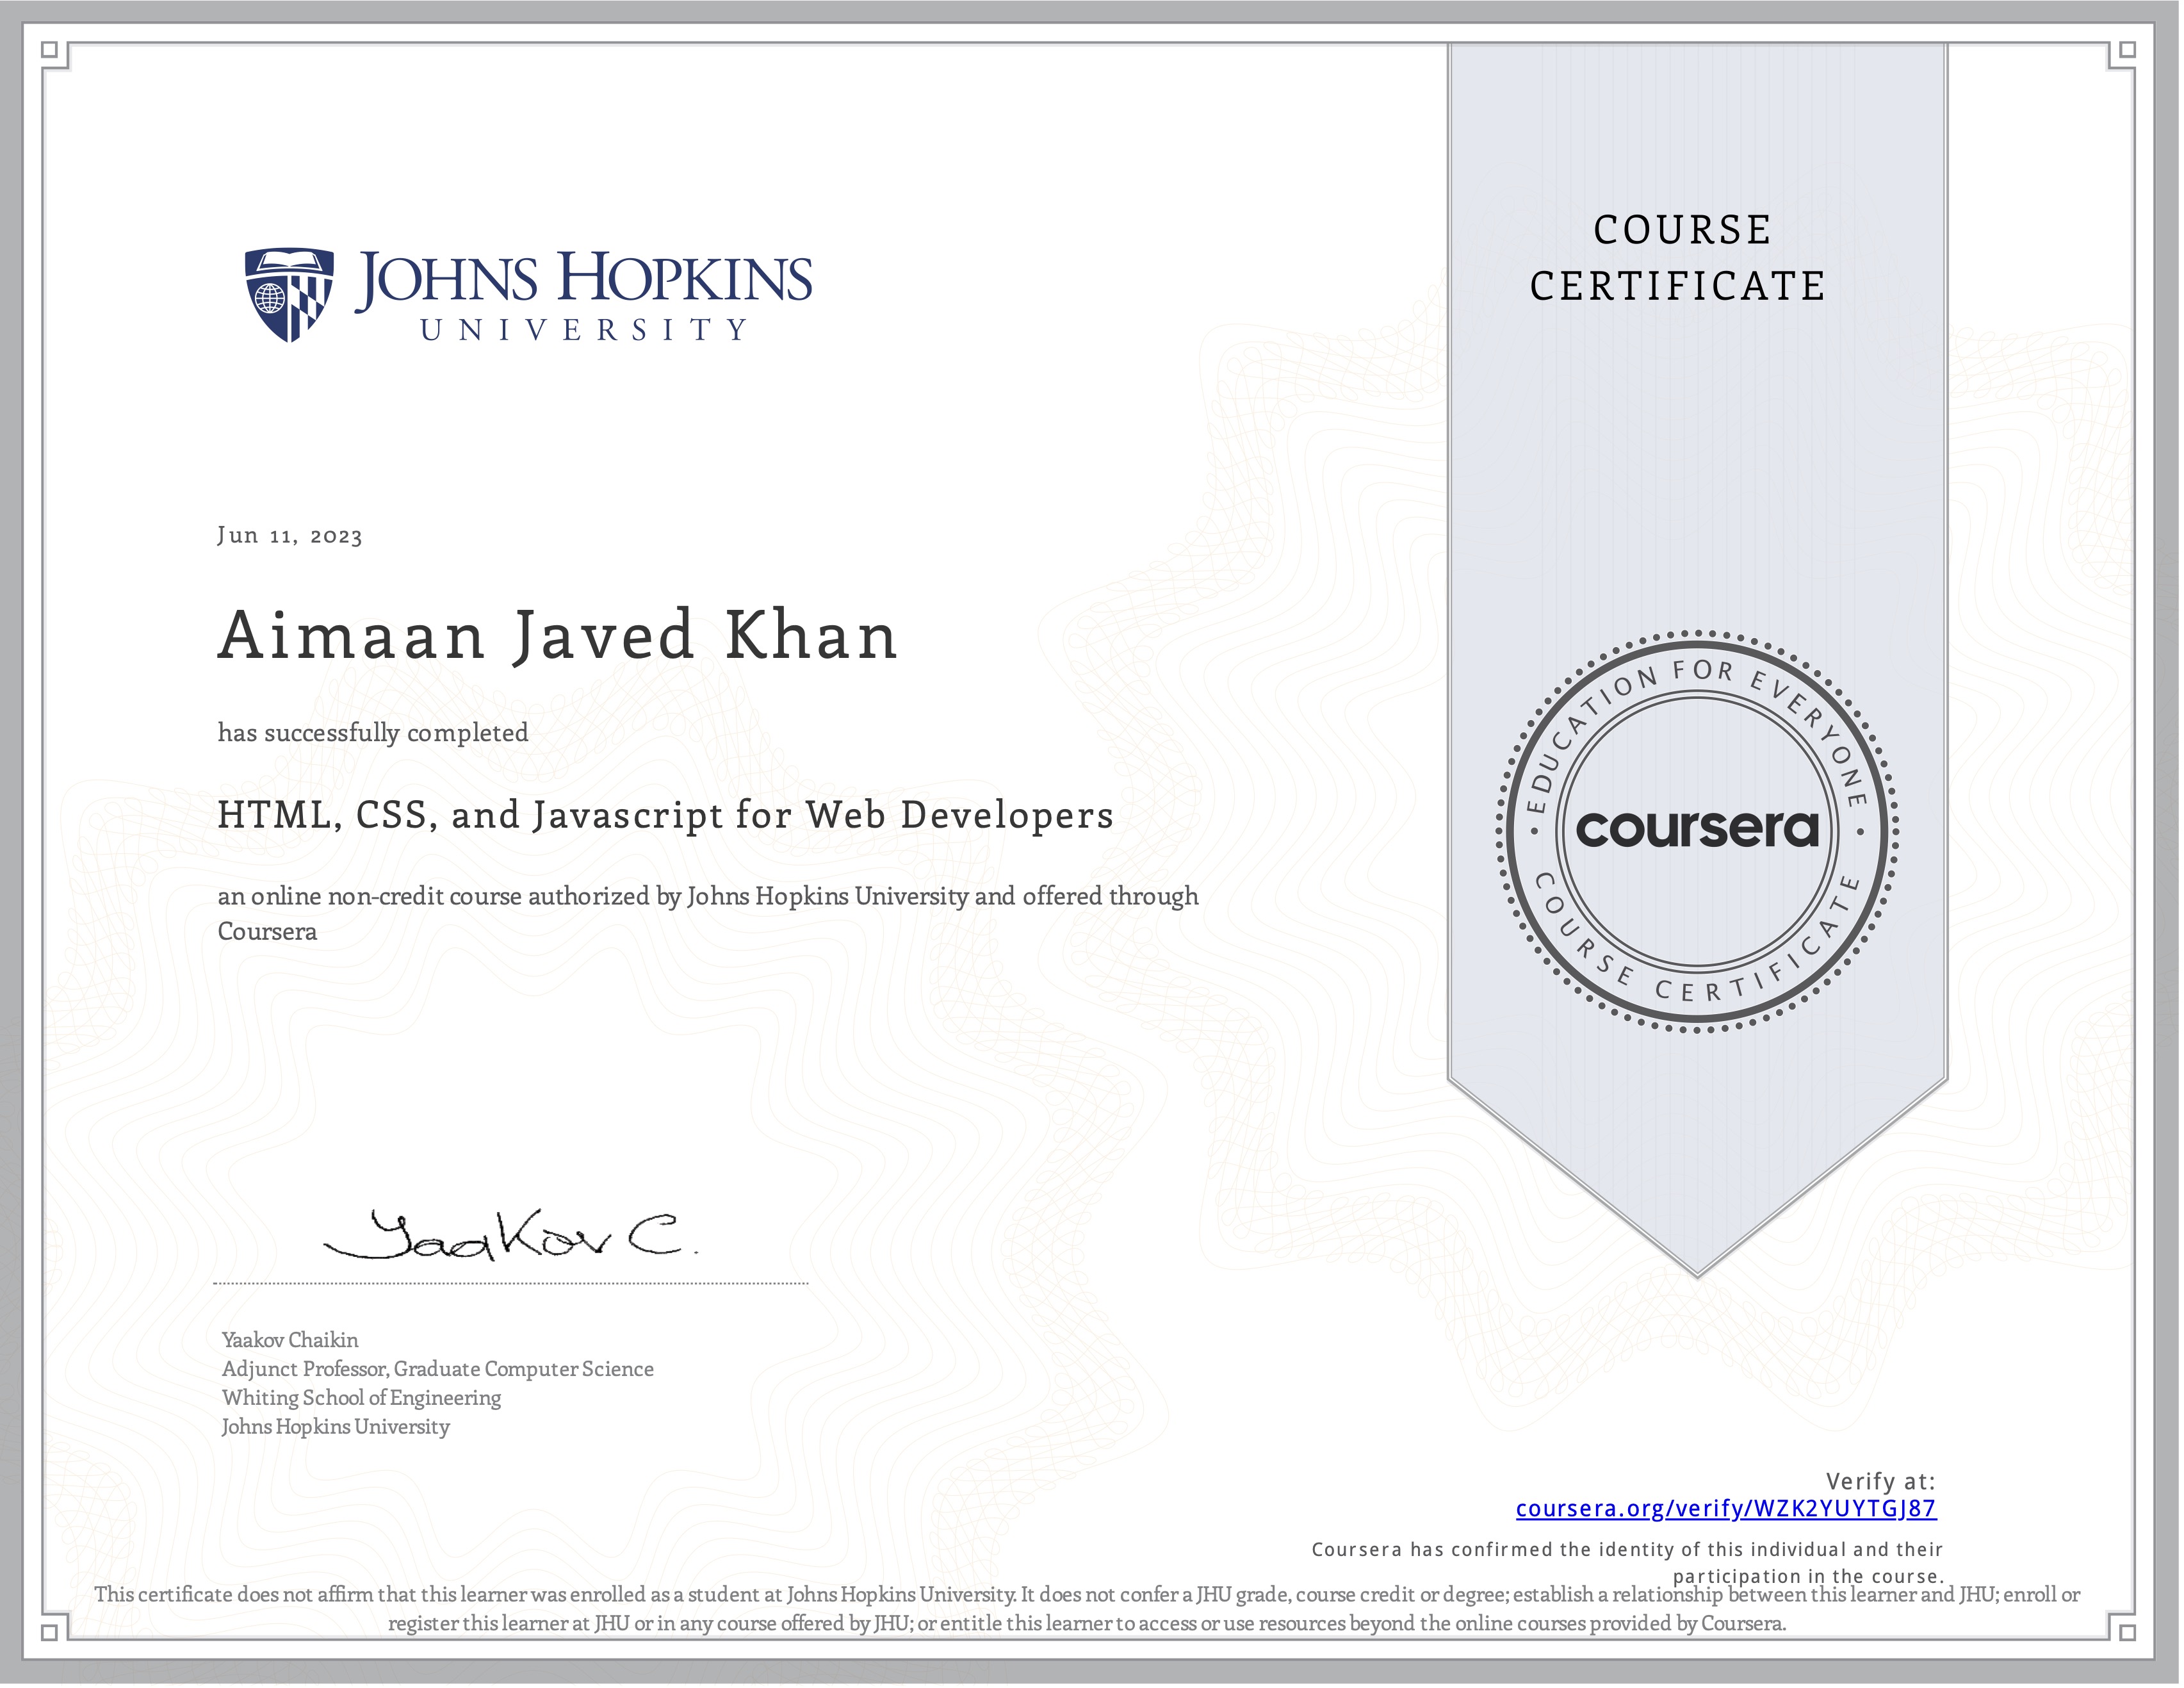 JOHNS HOPKINS
UNIVERSITY
COURSE
CERTIFICATE
Jun 11, 2023
Aimaan Javed Khan
has successfully completed
HTML, CSS, and Javascript for Web Developers
an online non-credit course authorized by Johns Hopkins University and offered through
Coursera
EDUCATION FOR EVERYONE
coursera
COURSE CERTIFICATE
Yaakov C.
Yaakov Chaikin
Adjunct Professor, Graduate Computer Science
Whiting School of Engineering
Johns Hopkins University
Verify at:
coursera.org/verify/WZK2YUYTGJ87
Coursera has confirmed the identity of this individual and their
participation in the course.
This certificate does not affirm that this learner was enrolled as a student at Johns Hopkins University. It does not confer a JHU grade, course credit or degree; establish a relationship between this learner and JHU; enroll or
register this learner at JHU or in any course offered by JHU; or entitle this learner to access or use resources beyond the online courses provided by Coursera.